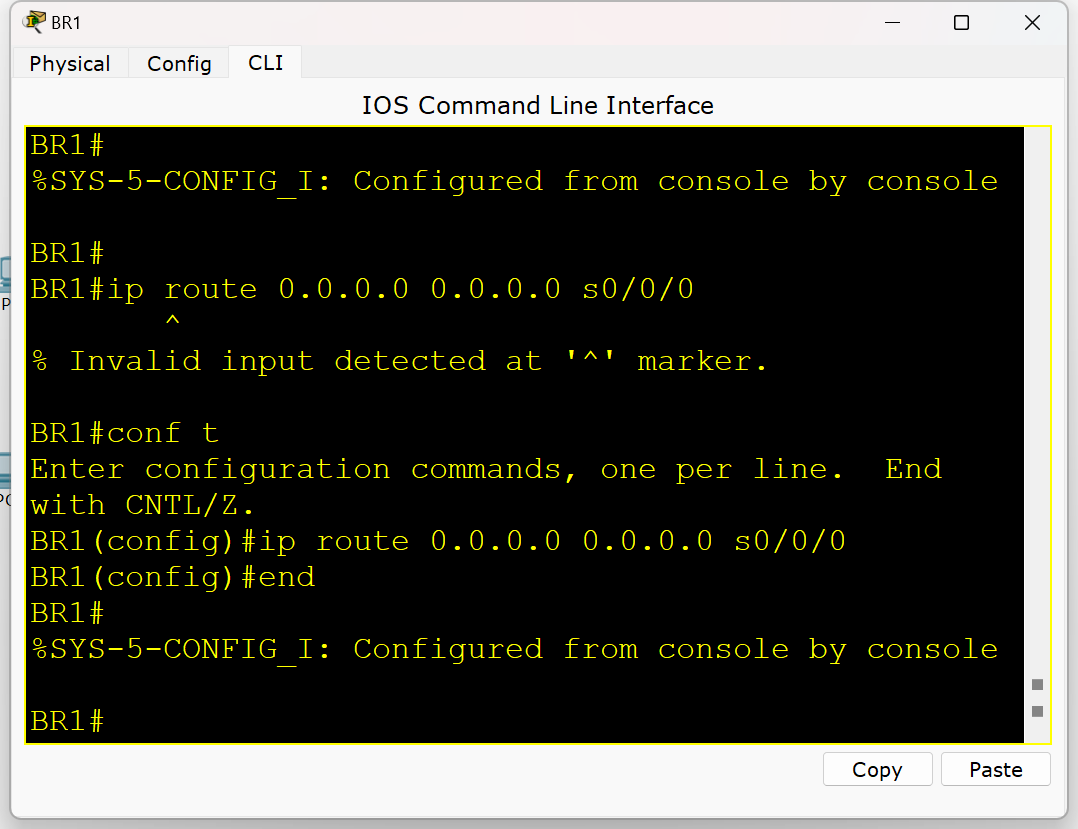 BR1
Physical Config CLI
IOS Command Line Interface
BR1#
%SYS-5-CONFIG_I: Configured from console by console
BR1#
BR1#ip route 0.0.0.0 0.0.0.0 s0/0/0
^
% Invalid input detected at '^' marker.
BR1#conf t
Enter configuration commands, one per line.  End
with CNTL/Z.
BR1(config)#ip route 0.0.0.0 0.0.0.0 s0/0/0
BR1(config)#end
BR1#
%SYS-5-CONFIG_I: Configured from console by console
BR1#
Copy Paste